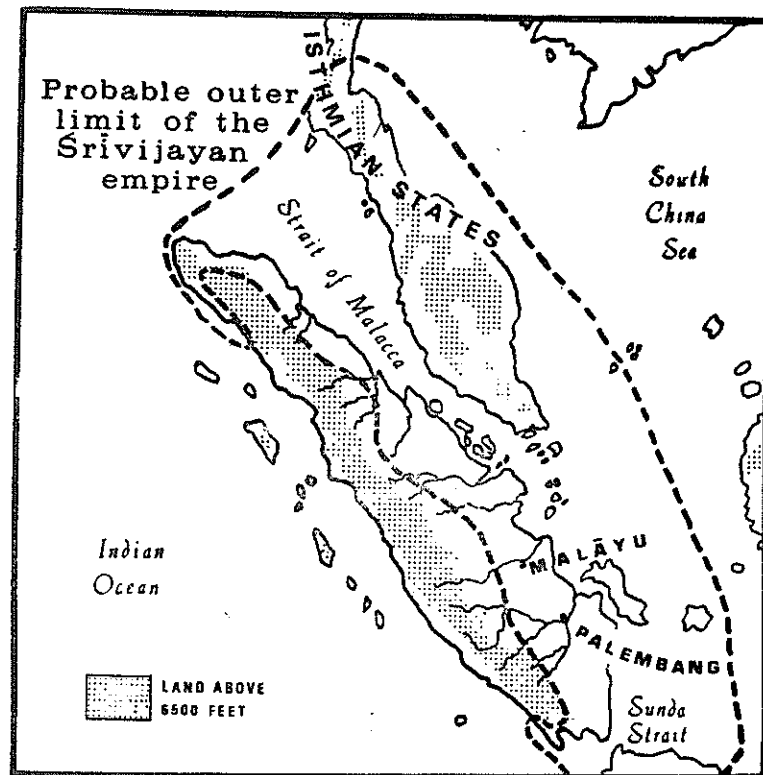 Probable outer
limit of the
Śrīvijayan
empire
ISTHMIAN STATES
Strait of Malacca
South
China
Sea
Indian
Ocean
MALĀYU
PALEMBANG
Sunda
Strait
LAND ABOVE
6500 FEET